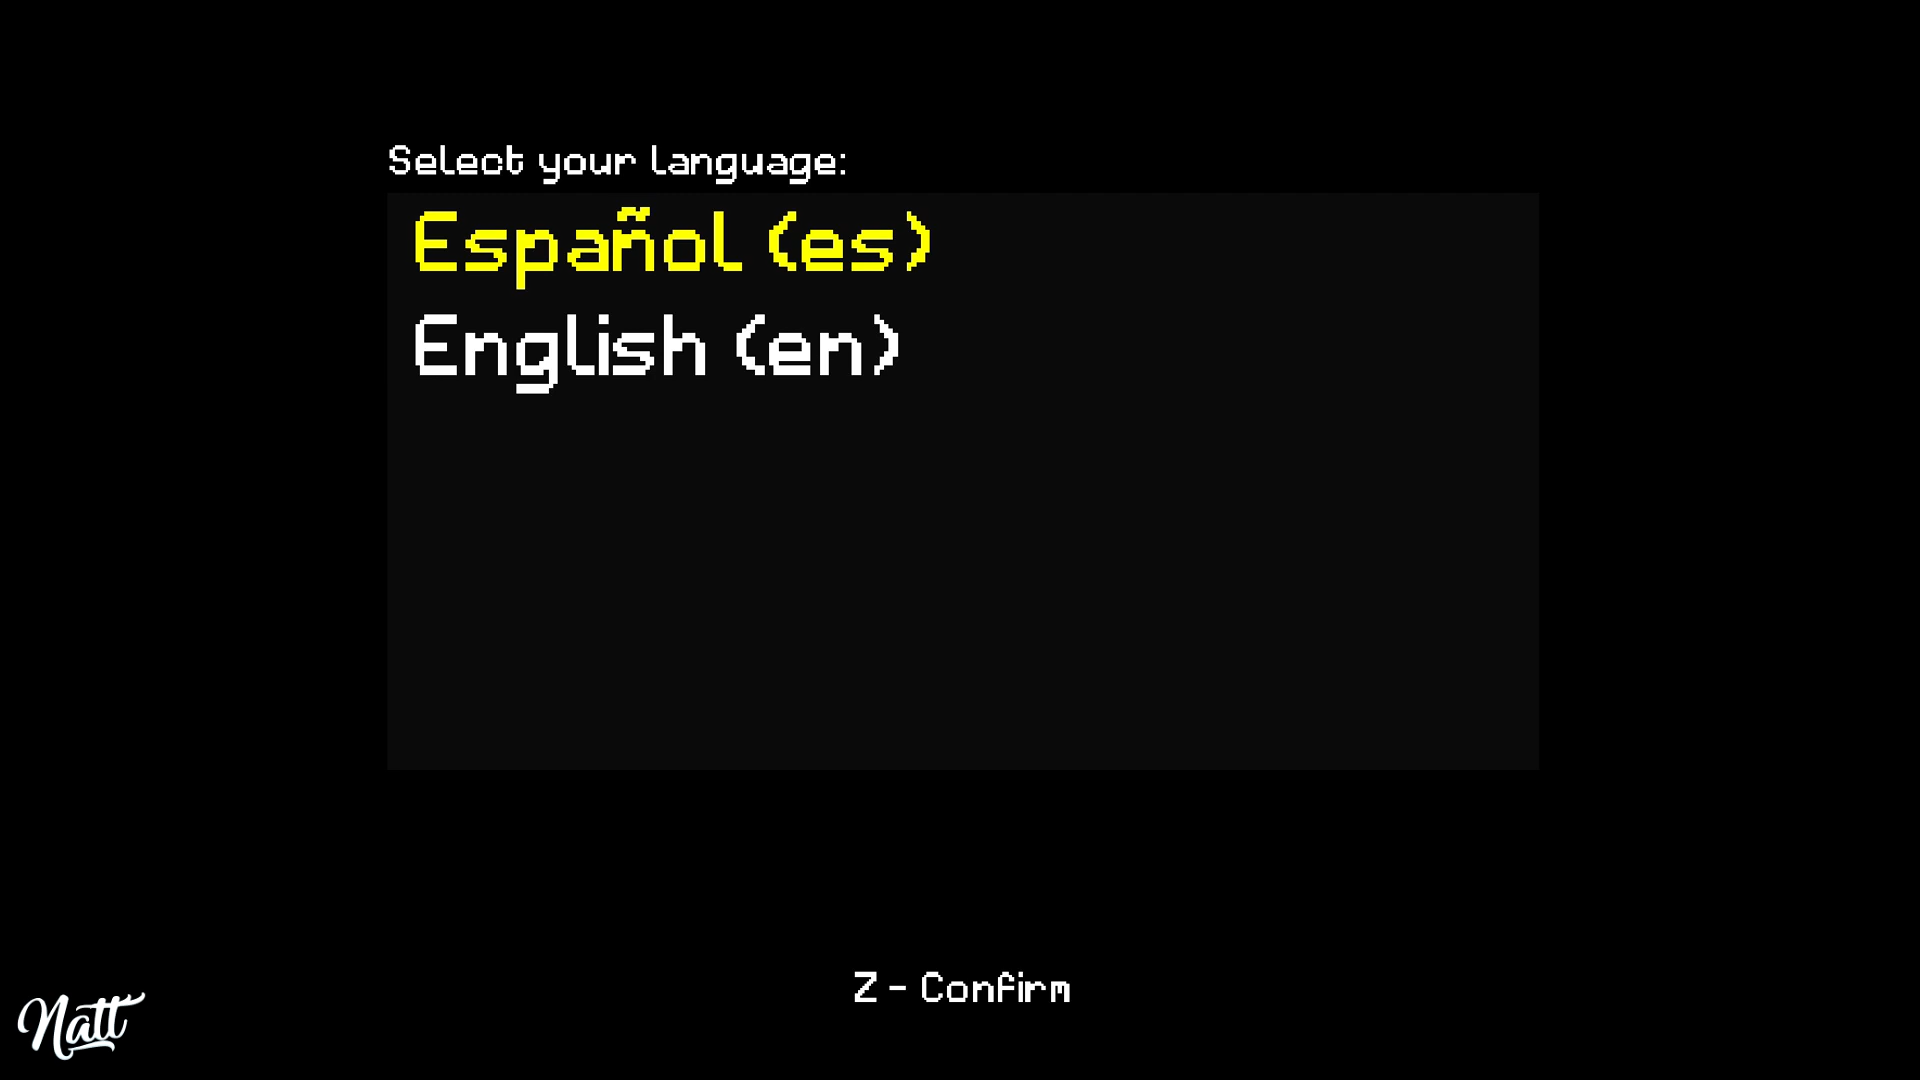 Select your language:
Español (es)
English (en)
Z - Confirm
Natt